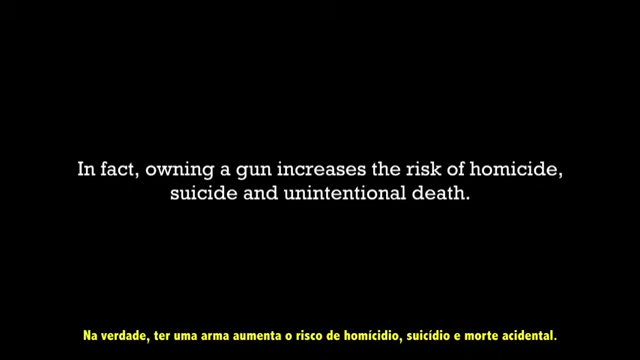 In fact, owning a gun increases the risk of homicide,
suicide and unintentional death.
Na verdade, ter uma arma aumenta o risco de homícidio, suicídio e morte acidental.